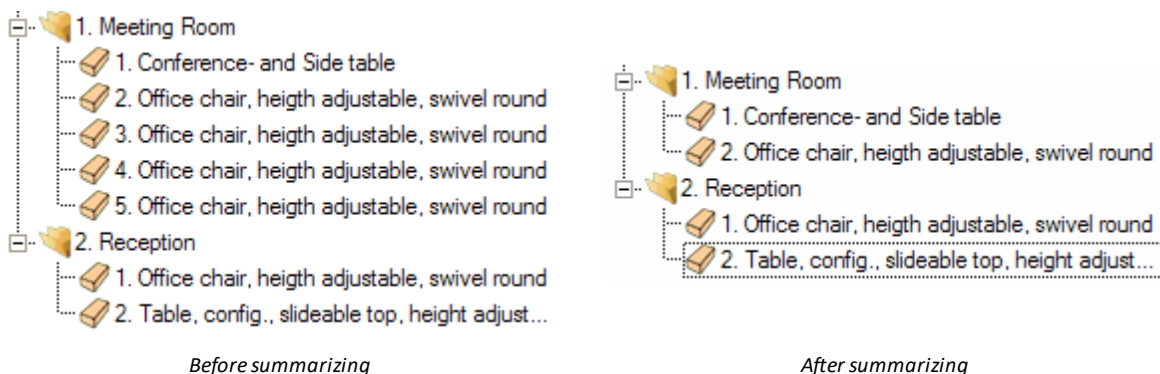 1. Meeting Room
1. Conference- and Side table
2. Office chair, heigth adjustable, swivel round
3. Office chair, heigth adjustable, swivel round
4. Office chair, heigth adjustable, swivel round
5. Office chair, heigth adjustable, swivel round
2. Reception
1. Office chair, heigth adjustable, swivel round
2. Table, config., slideable top, height adjust...
Before summarizing
1. Meeting Room
1. Conference- and Side table
2. Office chair, heigth adjustable, swivel round
2. Reception
1. Office chair, heigth adjustable, swivel round
2. Table, config., slideable top, height adjust...
After summarizing